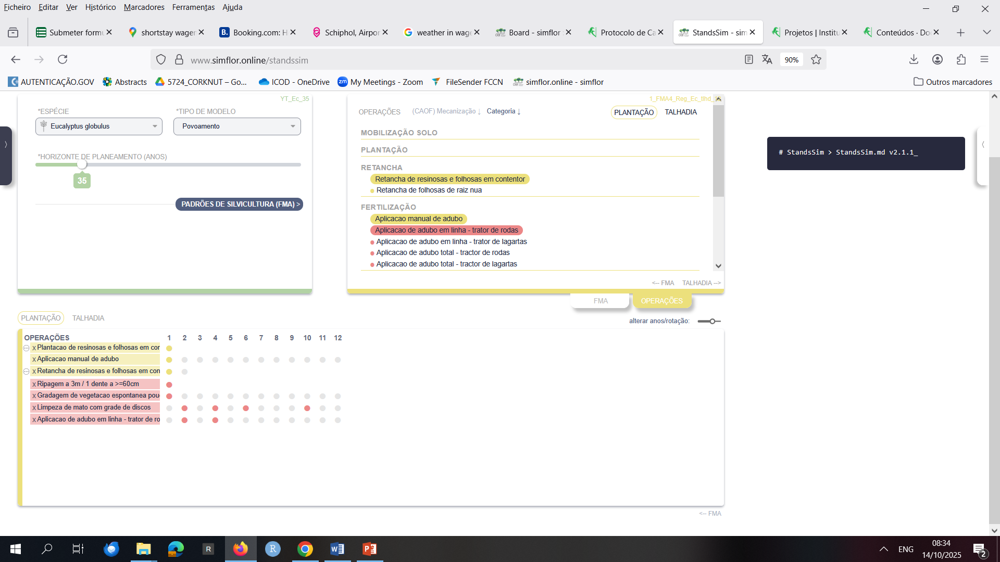 Ficheiro Editar Ver Histórico Marcadores Ferramentas Ajuda
Submeter formu
shortstay wager
Booking.com: H
Schiphol, Airpor
weather in wage
Board - simflor
Protocolo de Ca
StandsSim - sim
Projetos | Institu
Conteúdos · Do
www.simflor.online/standssim
90%
AUTENTICAÇÃO.GOV
Abstracts
5724_CORKNUT – Go...
ICOD - OneDrive
My Meetings - Zoom
FileSender FCCN
simflor.online - simflor
Outros marcadores
YT_Ec_35
*ESPÉCIE
*TIPO DE MODELO
Eucalyptus globulus
Povoamento
*HORIZONTE DE PLANEAMENTO (ANOS)
35
PADRÕES DE SILVICULTURA (FMA) >
1_FMA4_Reg_Ec_tlhd_
OPERAÇÕES (CAOF) Mecanização ↓ Categoria ↓
PLANTAÇÃO TALHADIA
MOBILIZAÇÃO SOLO
PLANTAÇÃO
RETANCHA
Retancha de resinosas e folhosas em contentor
Retancha de folhosas de raiz nua
FERTILIZAÇÃO
Aplicacao manual de adubo
Aplicacao de adubo em linha - trator de rodas
Aplicacao de adubo em linha - trator de lagartas
Aplicacao de adubo total - tractor de rodas
Aplicacao de adubo total - tractor de lagartas
<-- FMA TALHADIA -->
FMA OPERAÇÕES
# StandsSim > StandsSim.md v2.1.1_
PLANTAÇÃO TALHADIA
alterar anos/rotação:
OPERAÇÕES 1 2 3 4 5 6 7 8 9 10 11 12
x Plantacao de resinosas e folhosas em con
x Aplicacao manual de adubo
x Retancha de resinosas e folhosas em con
x Ripagem a 3m / 1 dente a >=60cm
x Gradagem de vegetacao espontanea pou
x Limpeza de mato com grade de discos
x Aplicacao de adubo em linha - trator de ro
<-- FMA
ENG
08:34
14/10/2025
2